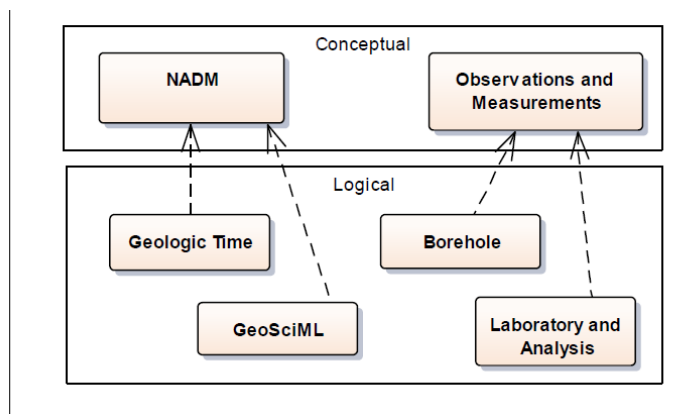 Conceptual
NADM
Observations and
Measurements
Logical
Geologic Time
Borehole
GeoSciML
Laboratory and
Analysis